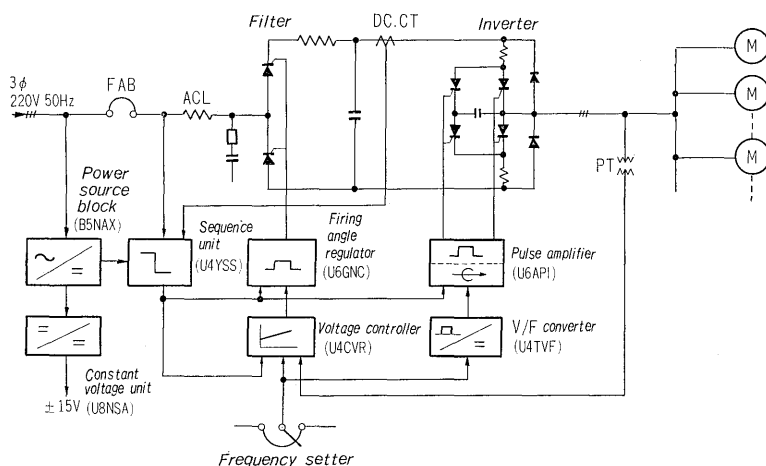 Filter
DC.CT
Inverter
3φ
220V 50Hz
FAB
ACL
M
M
M
PT
Power
source
block
(B5NAX)
Sequence
unit
(U4YSS)
Firing
angle
regulator
(U6GNC)
Pulse amplifier
(U6API)
Voltage controller
(U4CVR)
V/F converter
(U4TVF)
Constant
voltage unit
(U8NSA)
±15V
Frequency setter